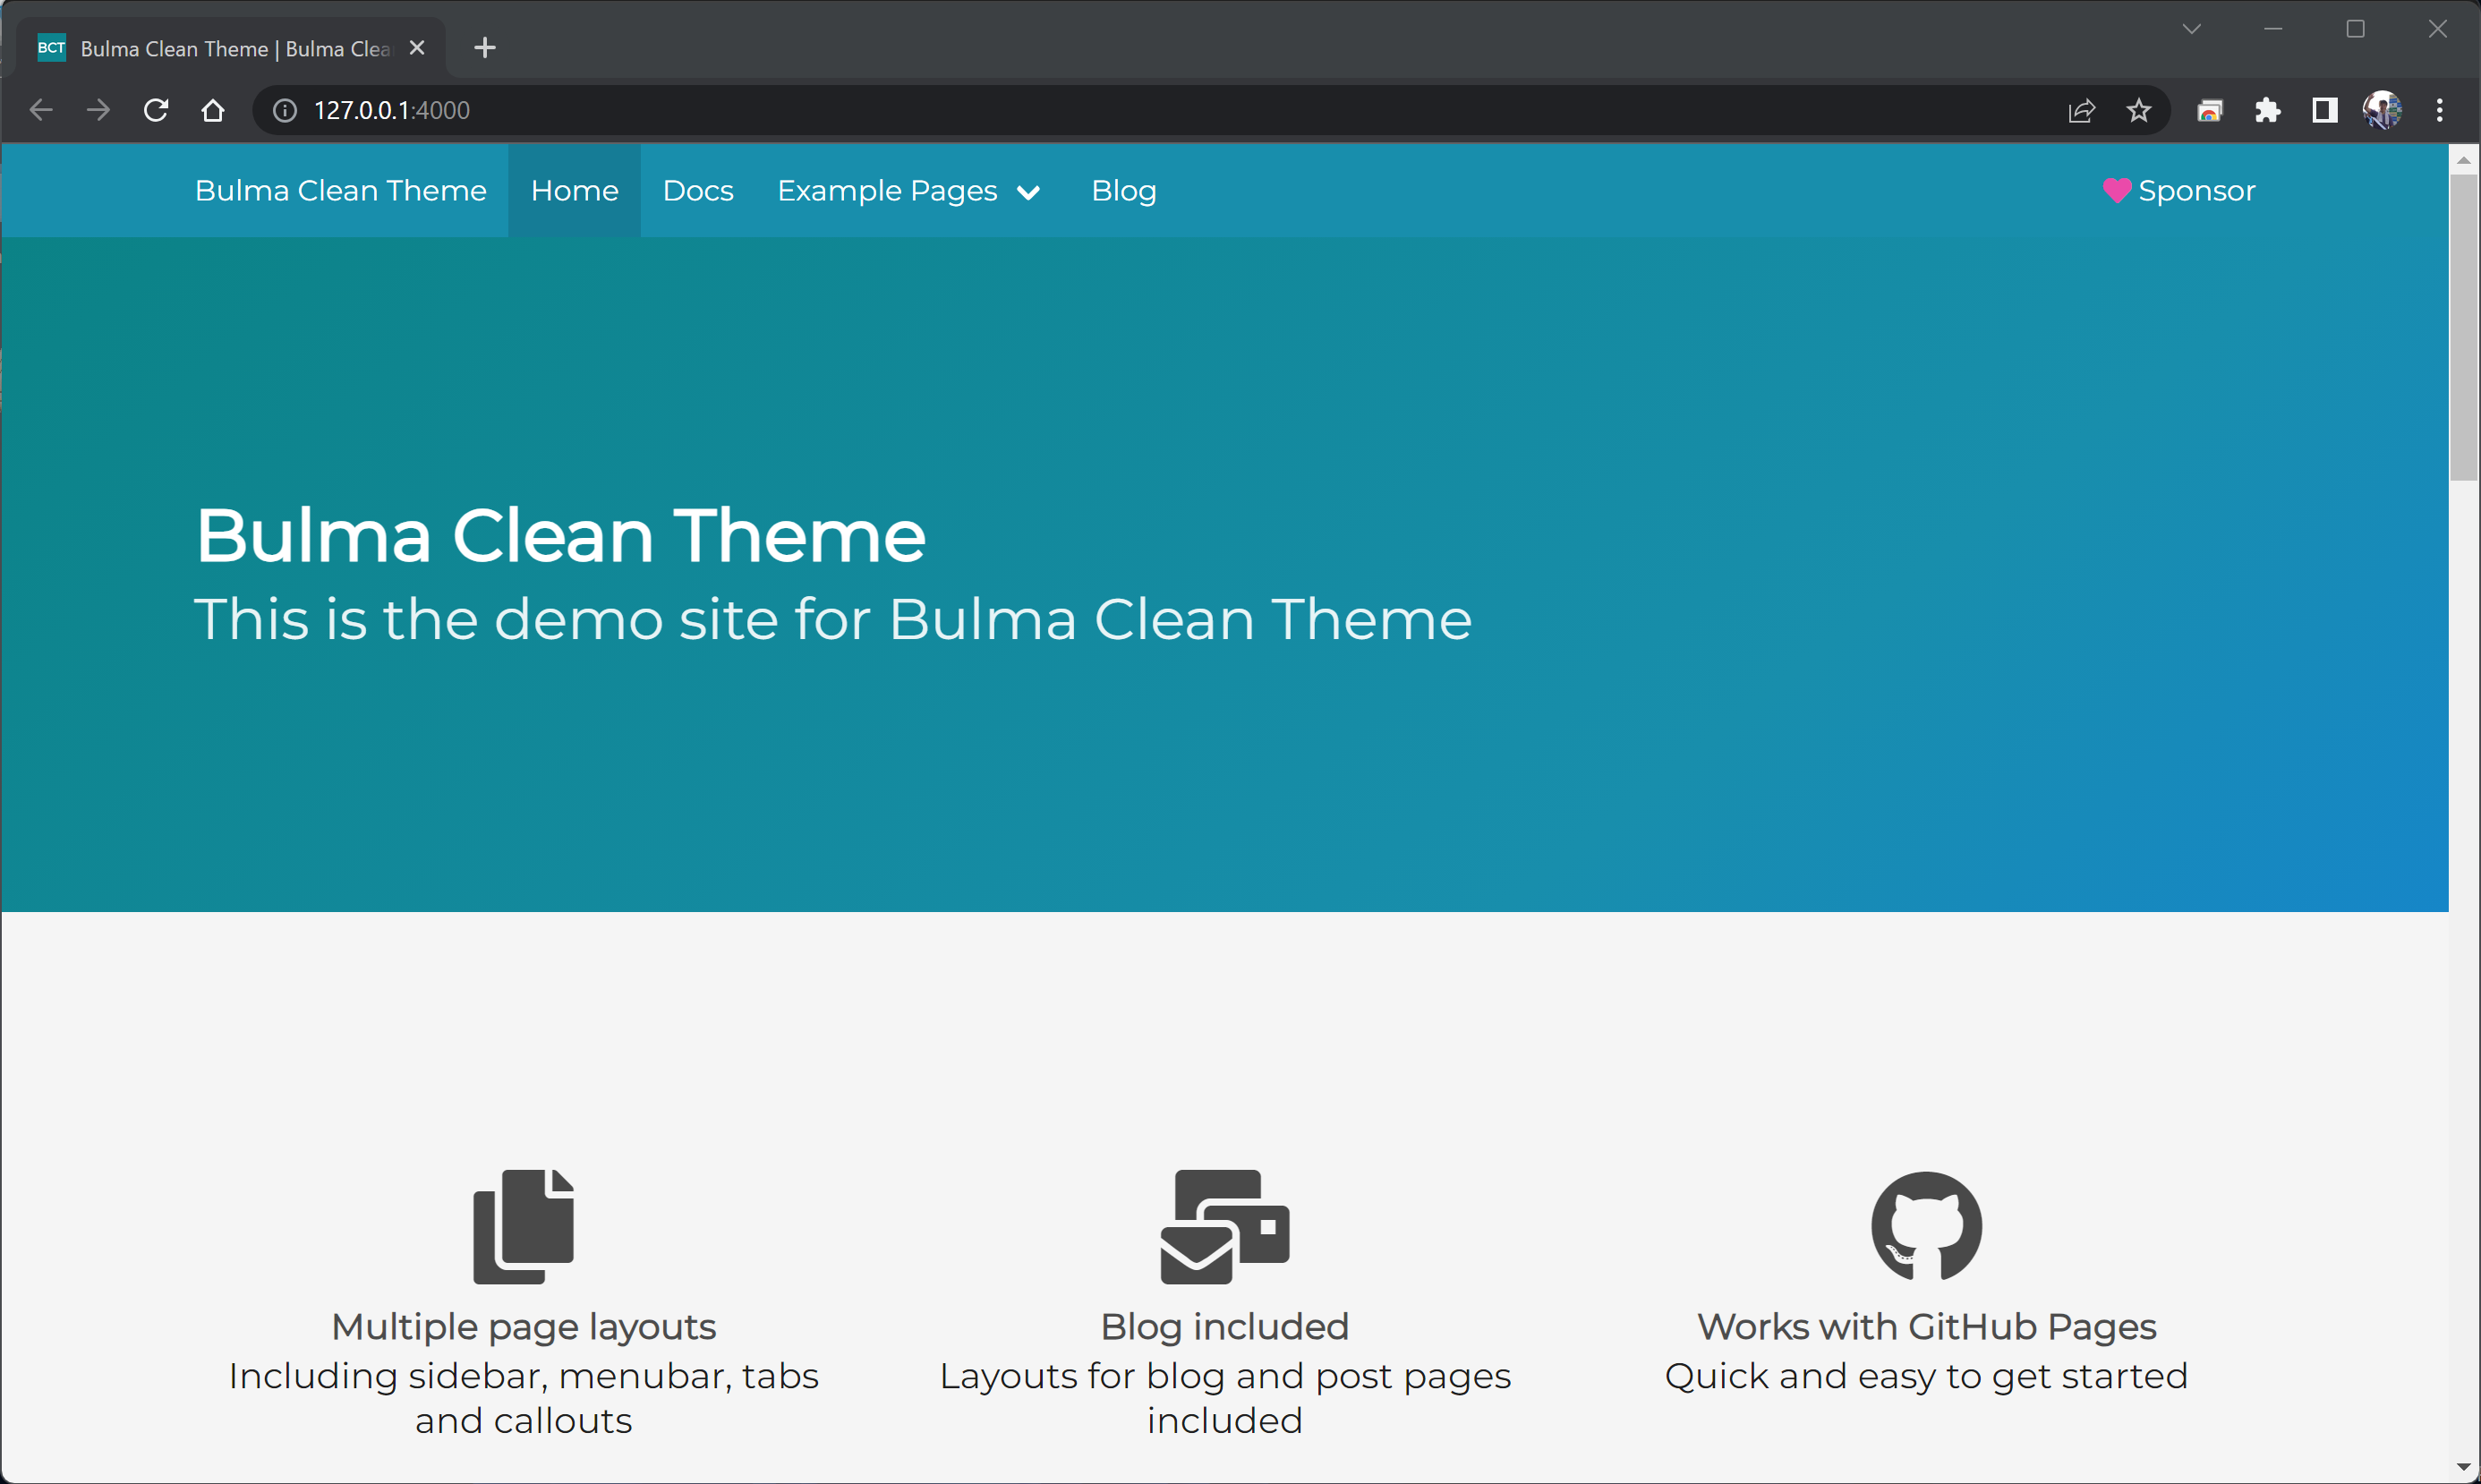 BCT Bulma Clean Theme | Bulma Clea
127.0.0.1:4000
Bulma Clean Theme Home Docs Example Pages Blog Sponsor
Bulma Clean Theme
This is the demo site for Bulma Clean Theme
Multiple page layouts
Including sidebar, menubar, tabs
and callouts
Blog included
Layouts for blog and post pages
included
Works with GitHub Pages
Quick and easy to get started